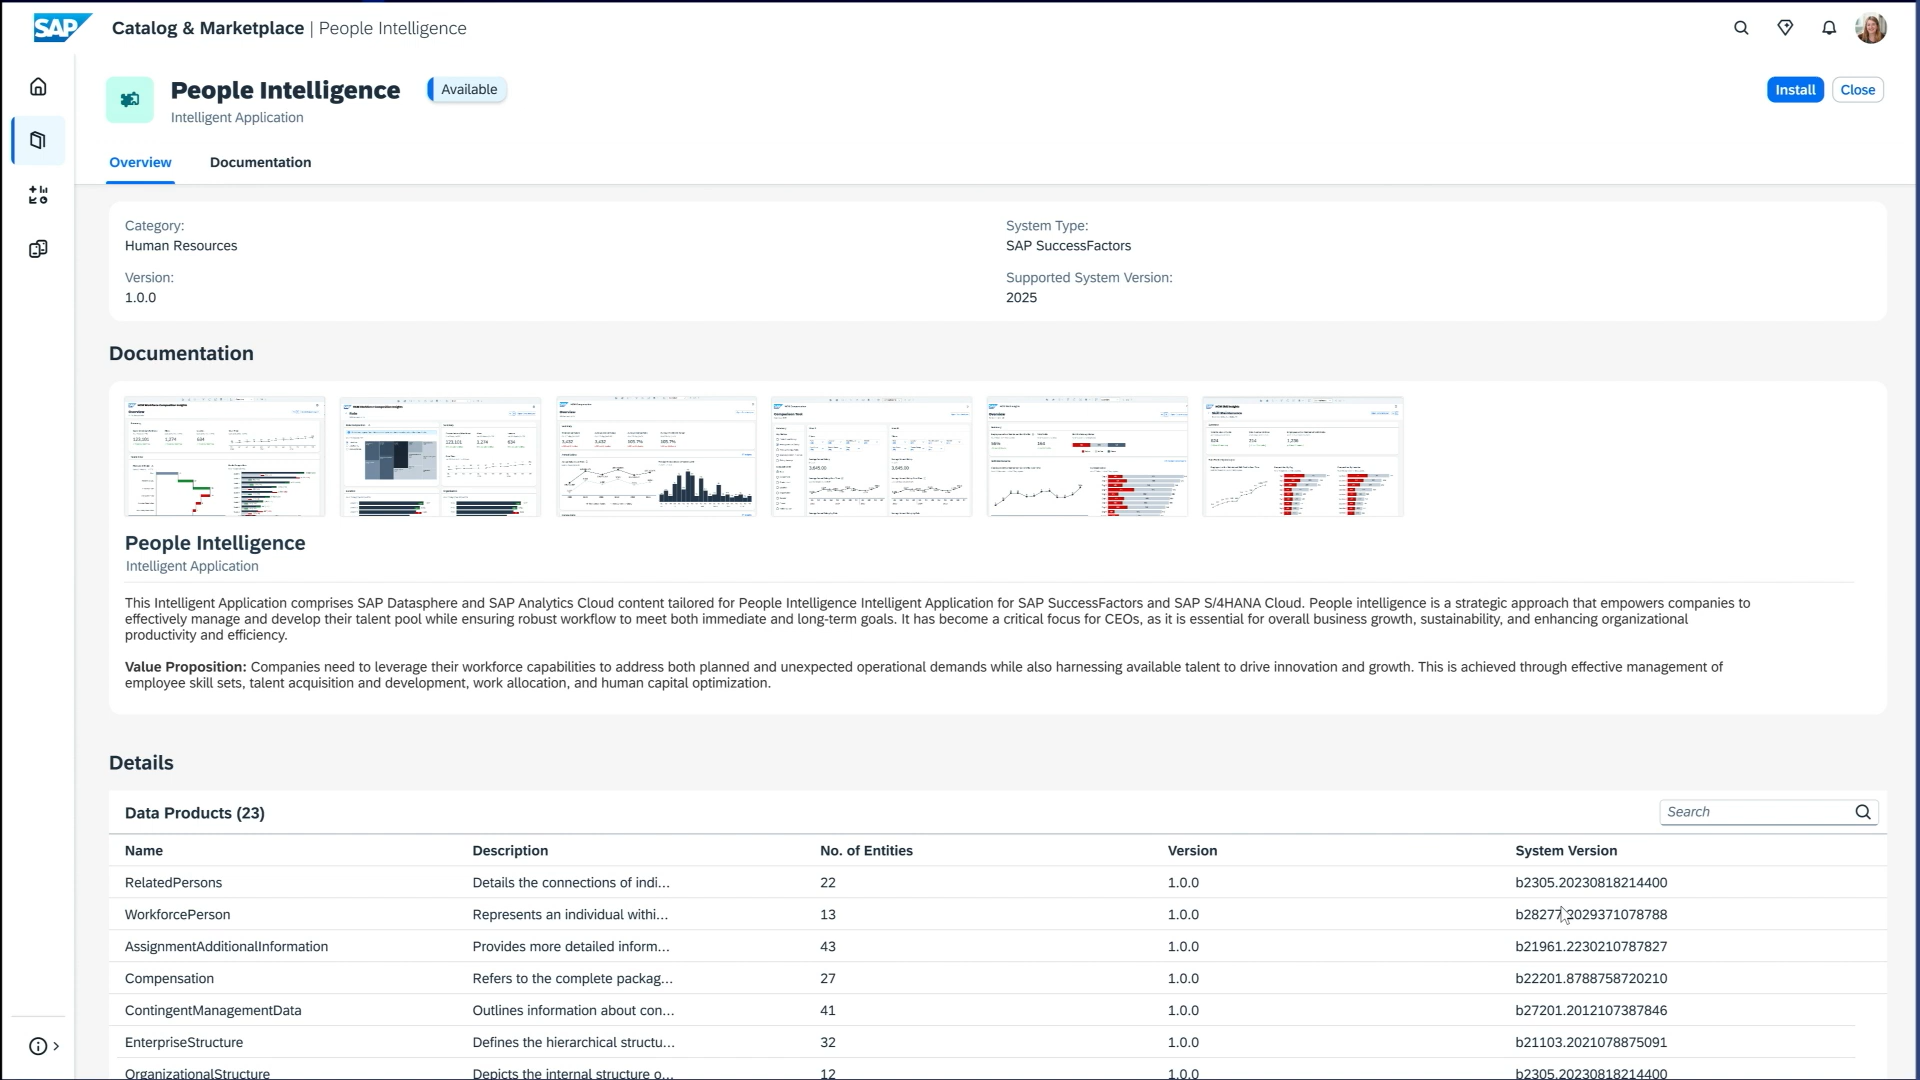 SAP Catalog & Marketplace | People Intelligence
People Intelligence
Available
Install
Close
Intelligent Application
Overview
Documentation
Category:
Human Resources
System Type:
SAP SuccessFactors
Version:
1.0.0
Supported System Version:
2025
Documentation
People Intelligence
Intelligent Application
This Intelligent Application comprises SAP Datasphere and SAP Analytics Cloud content tailored for People Intelligence Intelligent Application for SAP SuccessFactors and SAP S/4HANA Cloud. People intelligence is a strategic approach that empowers companies to
effectively manage and develop their talent pool while ensuring robust workflow to meet both immediate and long-term goals. It has become a critical focus for CEOs, as it is essential for overall business growth, sustainability, and enhancing organizational
productivity and efficiency.
Value Proposition: Companies need to leverage their workforce capabilities to address both planned and unexpected operational demands while also harnessing available talent to drive innovation and growth. This is achieved through effective management of
employee skill sets, talent acquisition and development, work allocation, and human capital optimization.
Details
Data Products (23)
Search
Name Description No. of Entities Version System Version
RelatedPersons Details the connections of indi... 22 1.0.0 b2305.20230818214400
WorkforcePerson Represents an individual withi... 13 1.0.0 b28277.2029371078788
AssignmentAdditionalInformation Provides more detailed inform... 43 1.0.0 b21961.2230210787827
Compensation Refers to the complete packag... 27 1.0.0 b22201.8788758720210
ContingentManagementData Outlines information about con... 41 1.0.0 b27201.2012107387846
EnterpriseStructure Defines the hierarchical structu... 32 1.0.0 b21103.2021078875091
OrganizationalStructure Depicts the internal structure o... 12 1.0.0 b2305.20230818214400